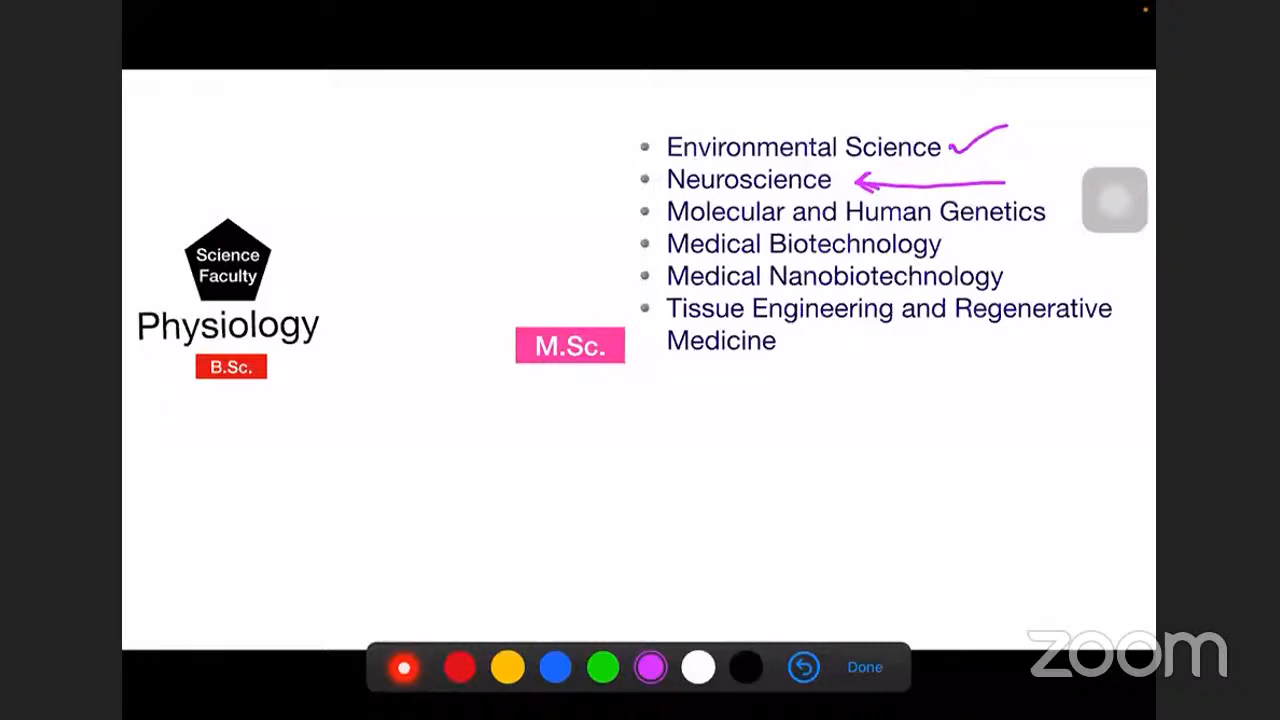 Environmental Science
Neuroscience
Molecular and Human Genetics
Medical Biotechnology
Medical Nanobiotechnology
Tissue Engineering and Regenerative
Medicine
Science
Faculty
Physiology
B.Sc.
M.Sc.
Done
zoom